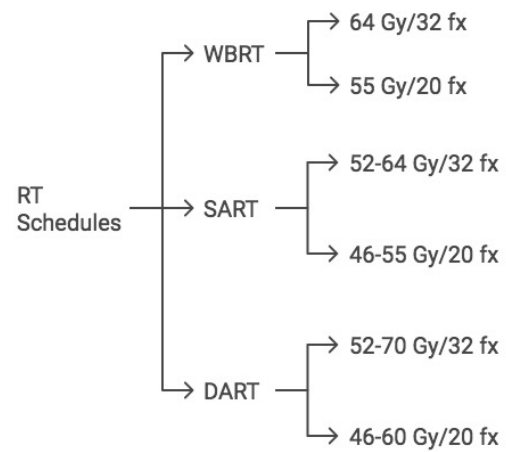 RT
Schedules
WBRT
64 Gy/32 fx
55 Gy/20 fx
SART
52-64 Gy/32 fx
46-55 Gy/20 fx
DART
52-70 Gy/32 fx
46-60 Gy/20 fx